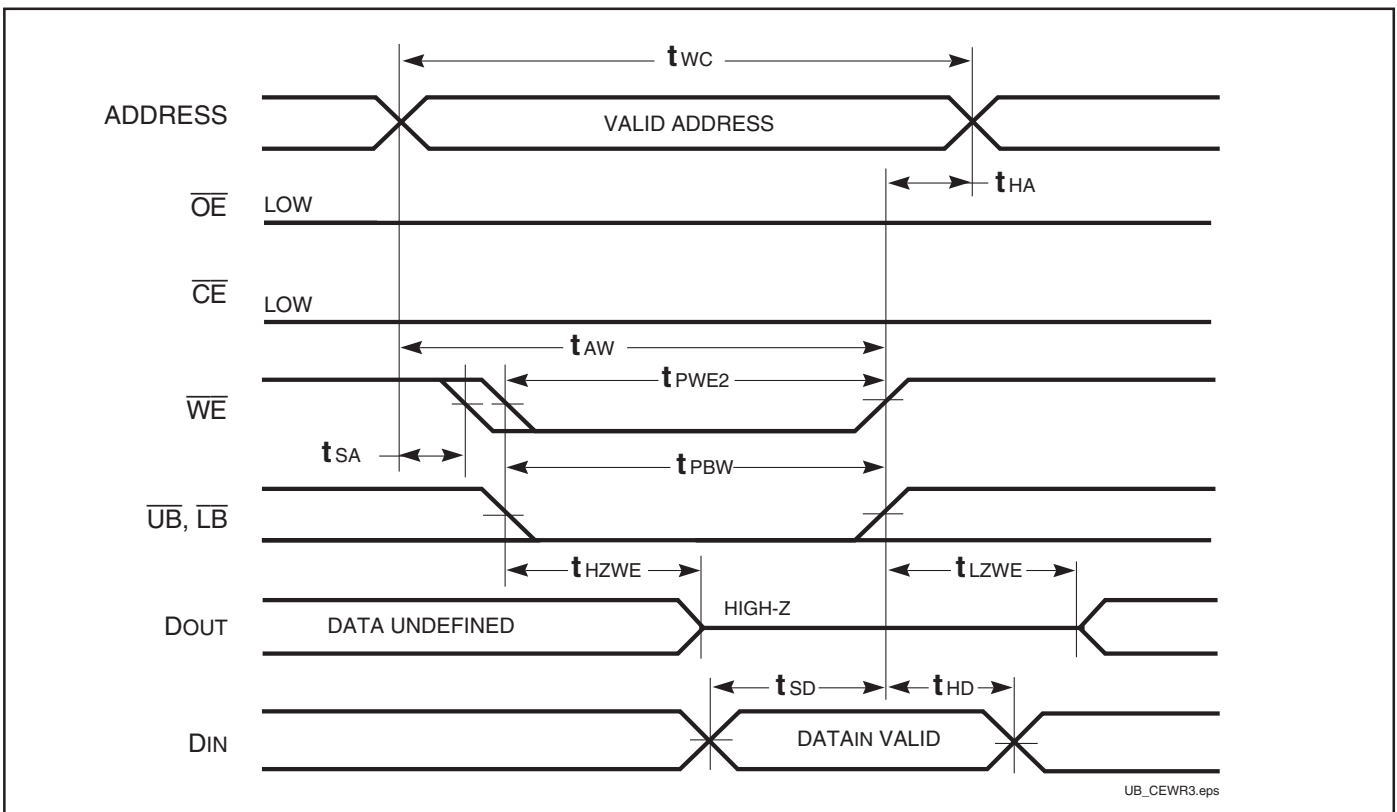 tWC
ADDRESS
VALID ADDRESS
tHA
OE
LOW
CE
LOW
tAW
tPWE2
WE
tSA
tPBW
UB, LB
tHZWE
tLZWE
DOUT
DATA UNDEFINED
HIGH-Z
tSD
tHD
DIN
DATAIN VALID
UB_CEWR3.eps